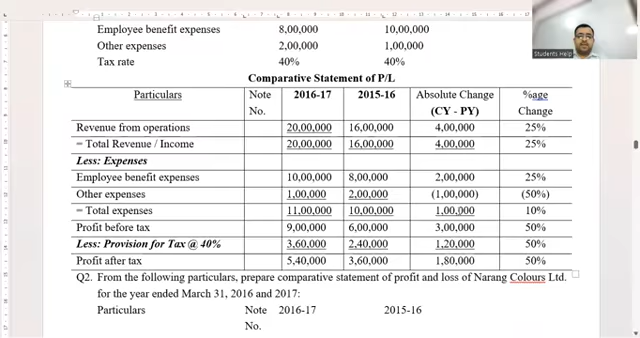 Employee benefit expenses 8,00,000 10,00,000
Other expenses 2,00,000 1,00,000
Tax rate 40% 40%
Students Help
Comparative Statement of P/L
Particulars Note No. 2016-17 2015-16 Absolute Change (CY - PY) %age Change
Revenue from operations 20,00,000 16,00,000 4,00,000 25%
= Total Revenue / Income 20,00,000 16,00,000 4,00,000 25%
Less: Expenses
Employee benefit expenses 10,00,000 8,00,000 2,00,000 25%
Other expenses 1,00,000 2,00,000 (1,00,000) (50%)
= Total expenses 11,00,000 10,00,000 1,00,000 10%
Profit before tax 9,00,000 6,00,000 3,00,000 50%
Less: Provision for Tax @ 40% 3,60,000 2,40,000 1,20,000 50%
Profit after tax 5,40,000 3,60,000 1,80,000 50%
Q2. From the following particulars, prepare comparative statement of profit and loss of Narang Colours Ltd.
for the year ended March 31, 2016 and 2017:
Particulars Note 2016-17 2015-16
No.